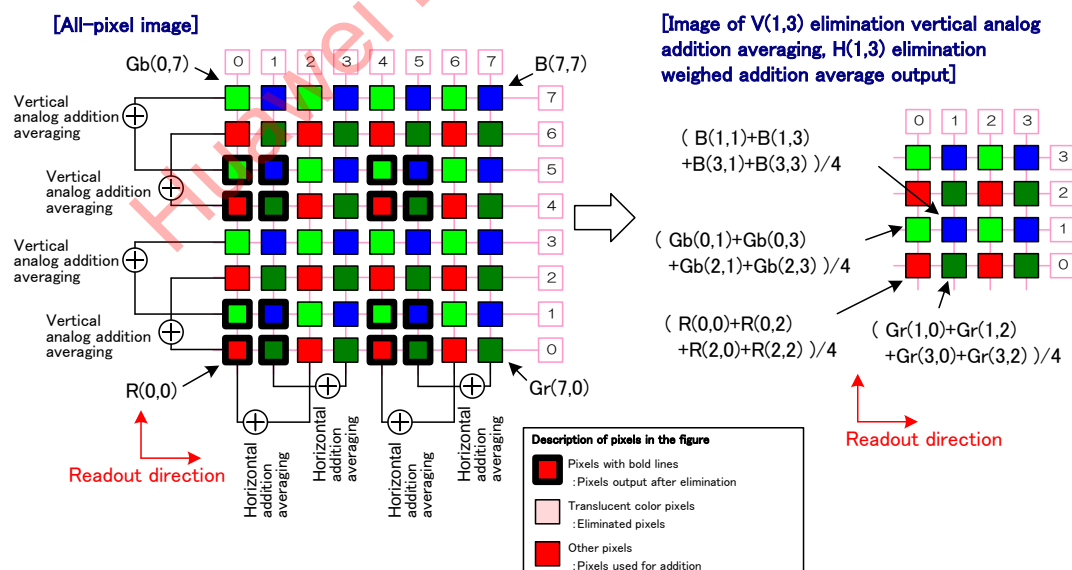 [All-pixel image]
Gb(0,7)
0 1 2 3 4 5 6 7
B(7,7)
7
6
5
4
3
2
1
0
Vertical
analog addition
averaging
Vertical
analog addition
averaging
Vertical
analog addition
averaging
Vertical
analog addition
averaging
R(0,0)
Gr(7,0)
Readout direction
Horizontal
addition
averaging
Horizontal
addition
averaging
Horizontal
addition
averaging
Horizontal
addition
averaging
Huawei
[Image of V(1,3) elimination vertical analog
addition averaging, H(1,3) elimination
weighed addition average output]
0 1 2 3
3
2
1
0
( B(1,1)+B(1,3)
+B(3,1)+B(3,3) )/4
( Gb(0,1)+Gb(0,3)
+Gb(2,1)+Gb(2,3) )/4
( R(0,0)+R(0,2)
+R(2,0)+R(2,2) )/4
( Gr(1,0)+Gr(1,2)
+Gr(3,0)+Gr(3,2) )/4
Readout direction
Description of pixels in the figure
Pixels with bold lines
:Pixels output after elimination
Translucent color pixels
:Eliminated pixels
Other pixels
:Pixels used for addition